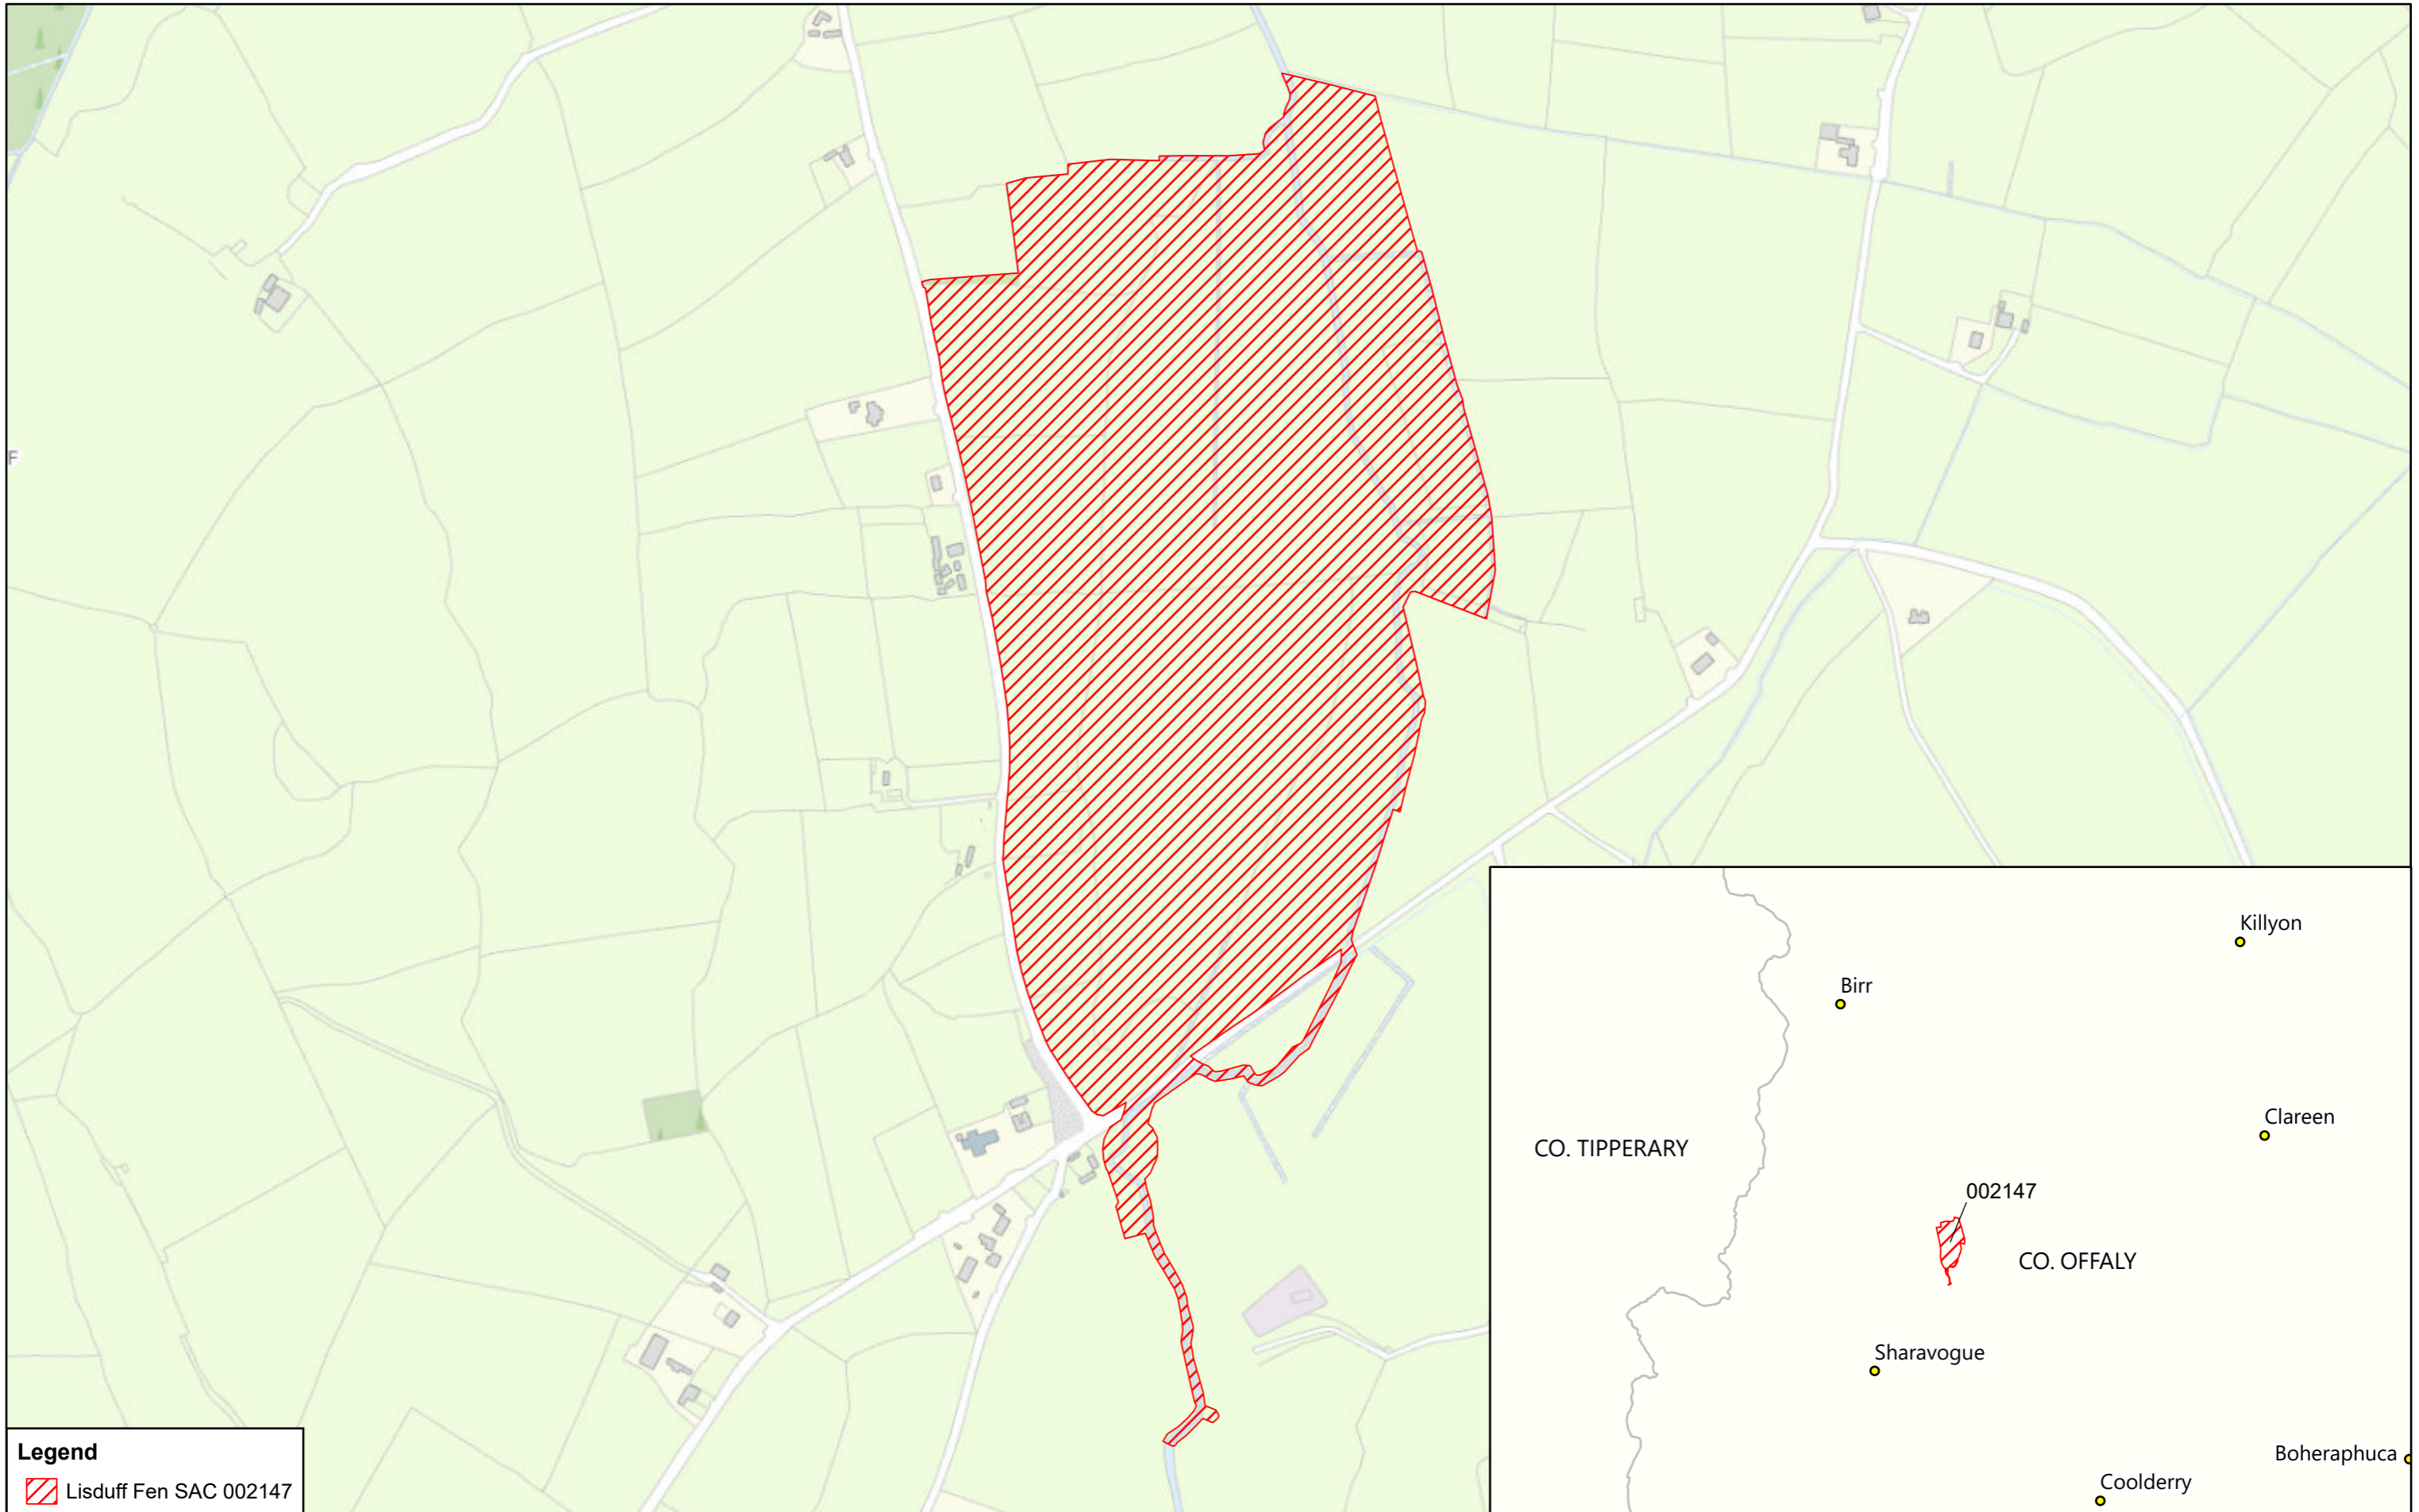 F
Killyon
Birr
Clareen
CO. TIPPERARY
002147
CO. OFFALY
Sharavogue
Boheraphuca
Coolderry
Legend
Lisduff Fen SAC 002147